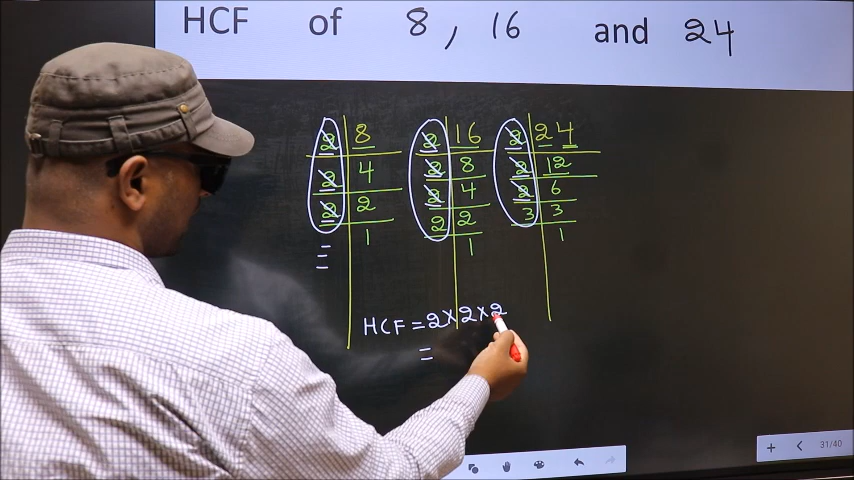 HCF of 8, 16 and 24
2 8 2 16 2 24
2 4 2 8 2 12
2 2 2 4 2 6
1 2 2 3 3
1 1
HCF = 2 × 2 × 2
=
31/40